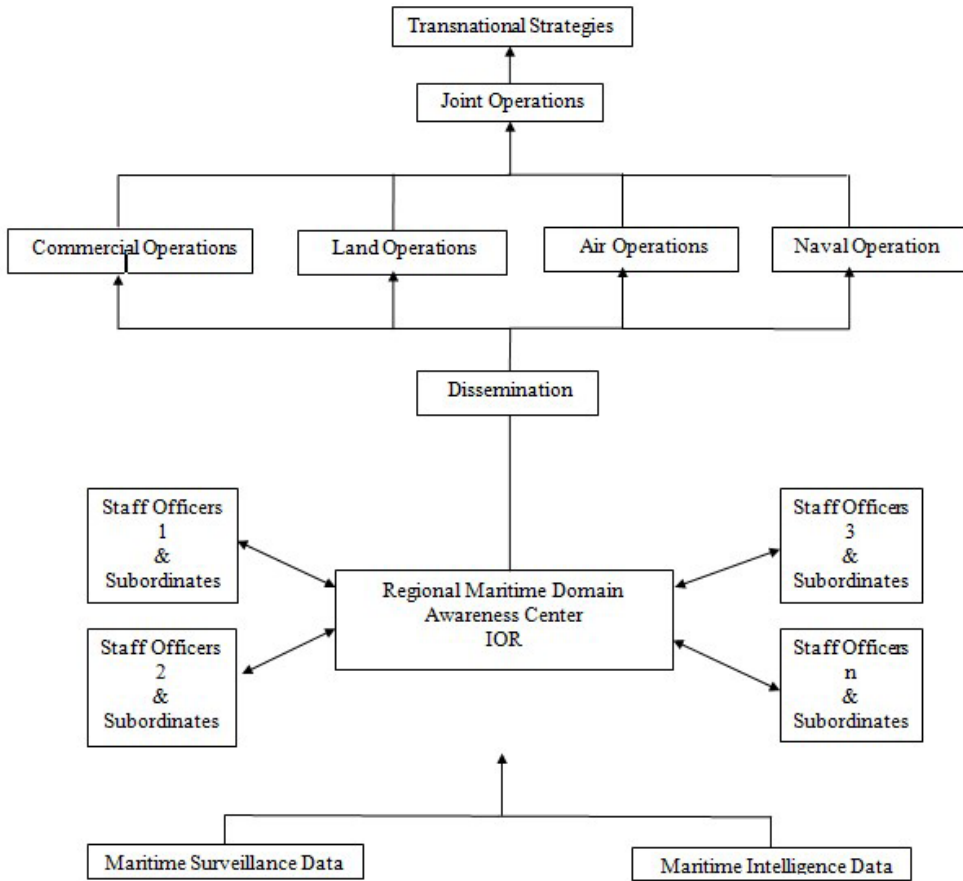 Transnational Strategies
Joint Operations
Commercial Operations
Land Operations
Air Operations
Naval Operation
Dissemination
Staff Officers
1
&
Subordinates
Staff Officers
3
&
Subordinates
Regional Maritime Domain
Awareness Center
IOR
Staff Officers
2
&
Subordinates
Staff Officers
n
&
Subordinates
Maritime Surveillance Data
Maritime Intelligence Data